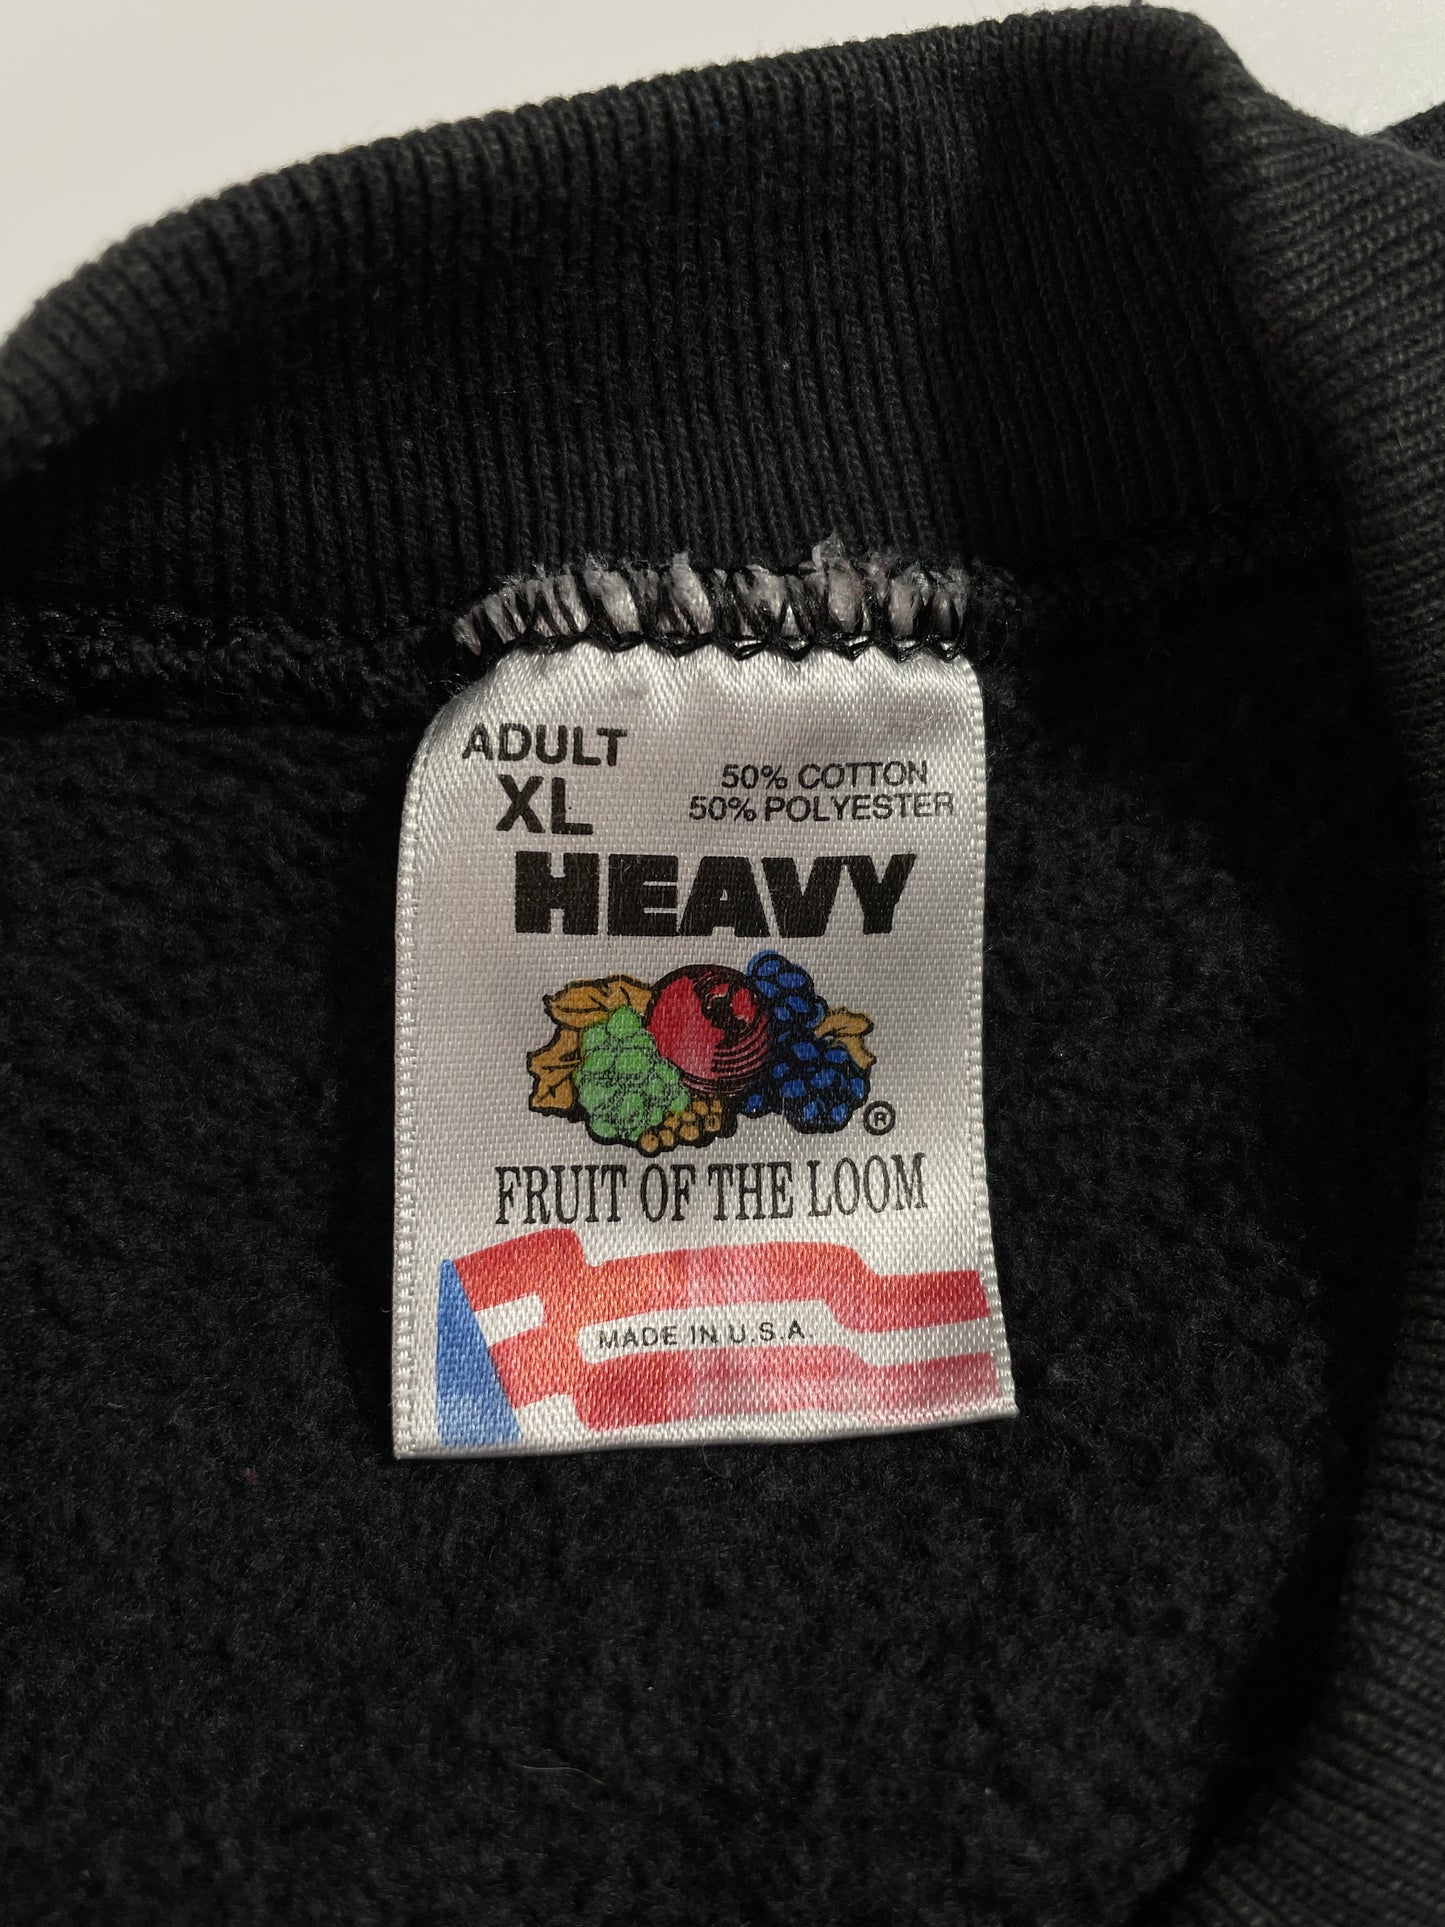 ADULT
XL
50% COTTON
50% POLYESTER
HEAVY
®
FRUIT OF THE LOOM
MADE IN U.S.A.